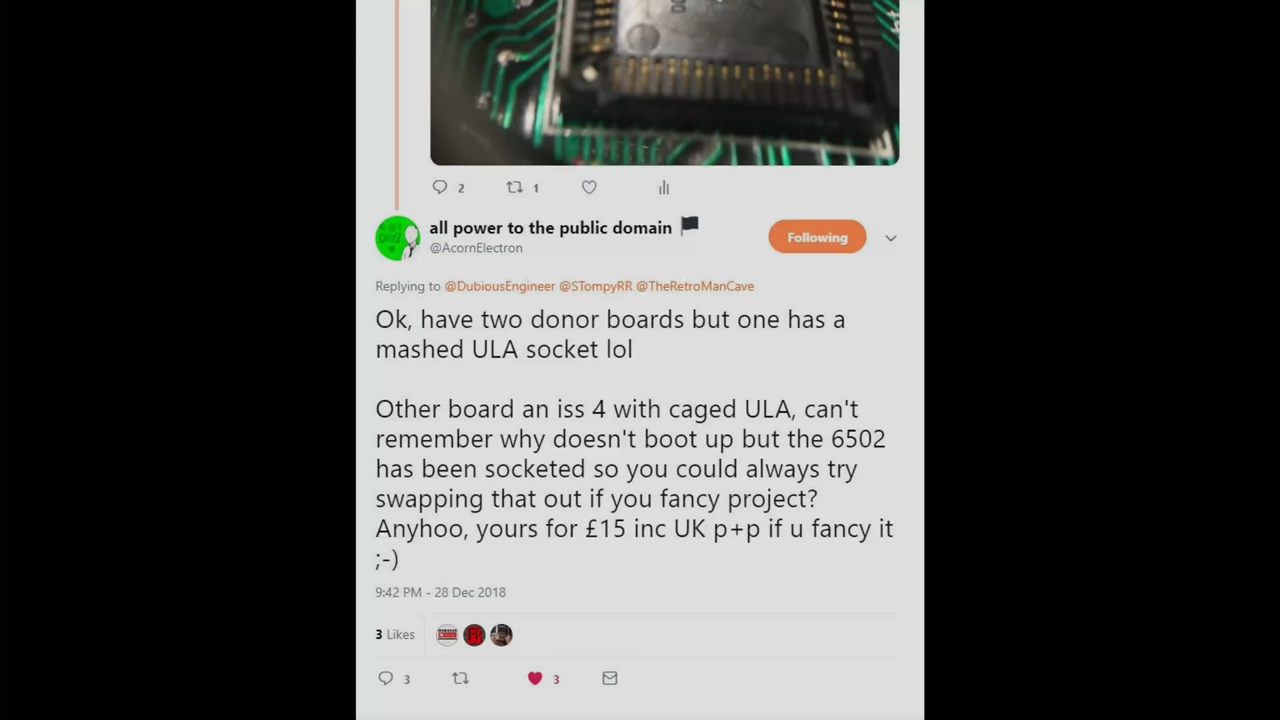 2 1
all power to the public domain
@AcornElectron
Following
Replying to @DubiousEngineer @STompyRR @TheRetroManCave
Ok, have two donor boards but one has a
mashed ULA socket lol
Other board an iss 4 with caged ULA, can't
remember why doesn't boot up but the 6502
has been socketed so you could always try
swapping that out if you fancy project?
Anyhoo, yours for £15 inc UK p+p if u fancy it
;-)
9:42 PM - 28 Dec 2018
3 Likes
3 3